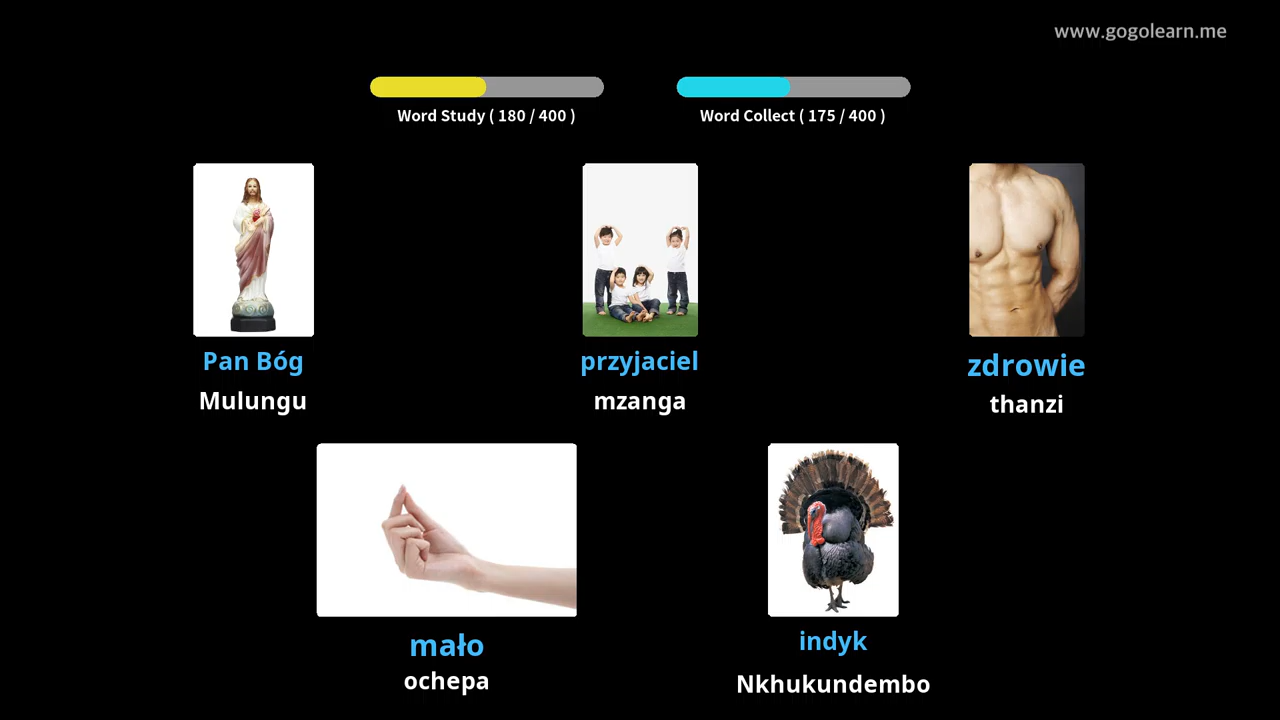 www.gogolearn.me
Word Study ( 180 / 400 )
Word Collect ( 175 / 400 )
Pan Bóg
Mulungu
przyjaciel
mzanga
zdrowie
thanzi
mało
ochepa
indyk
Nkhukundembo